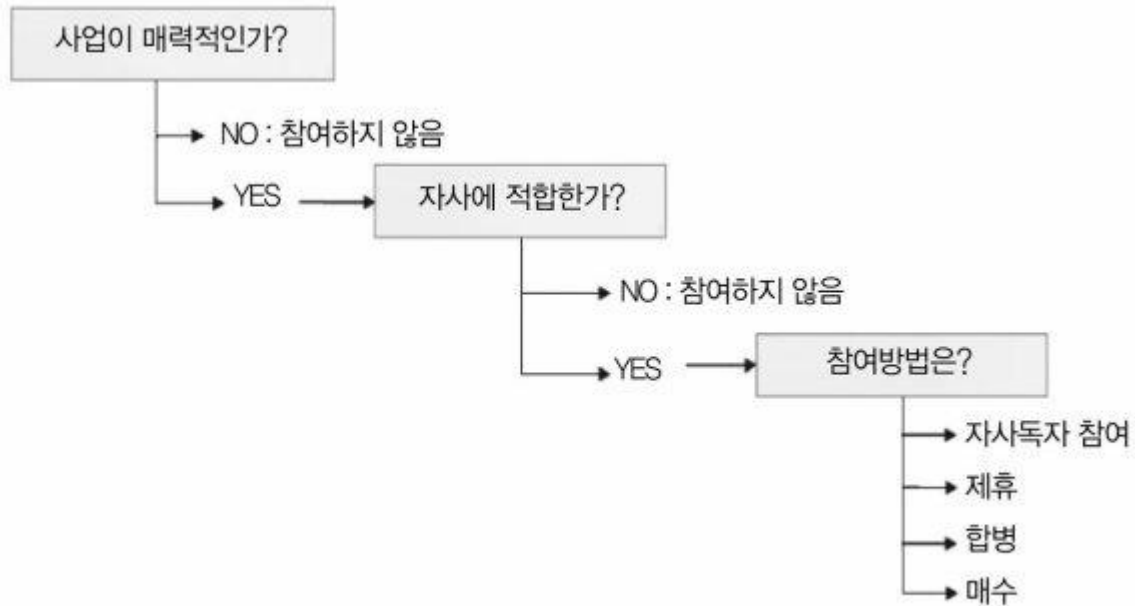 사업이 매력적인가?
NO : 참여하지 않음
YES
자사에 적합한가?
NO : 참여하지 않음
YES
참여방법은?
자사독자 참여
제휴
합병
매수